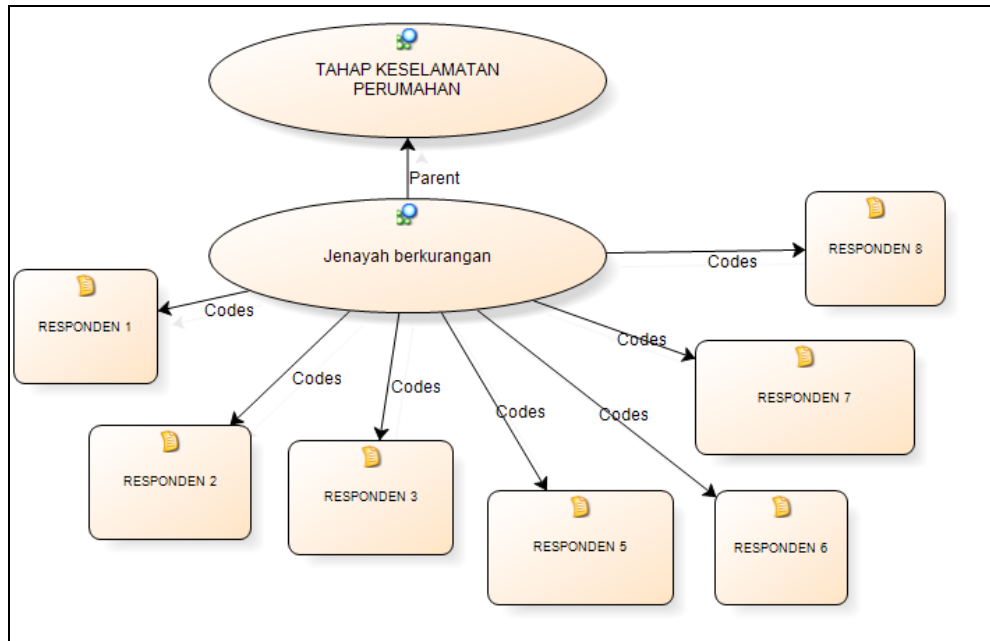 TAHAP KESELAMATAN
PERUMAHAN
Parent
Jenayah berkurangan
Codes
RESPONDEN 8
Codes
RESPONDEN 1
Codes
RESPONDEN 7
Codes
RESPONDEN 2
Codes
RESPONDEN 3
Codes
RESPONDEN 5
Codes
RESPONDEN 6